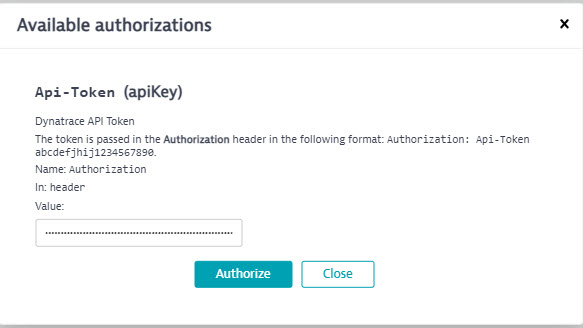 Available authorizations
×
Api-Token (apiKey)
Dynatrace API Token
The token is passed in the Authorization header in the following format: Authorization: Api-Token
abcdefjhij1234567890.
Name: Authorization
In: header
Value:
Authorize Close